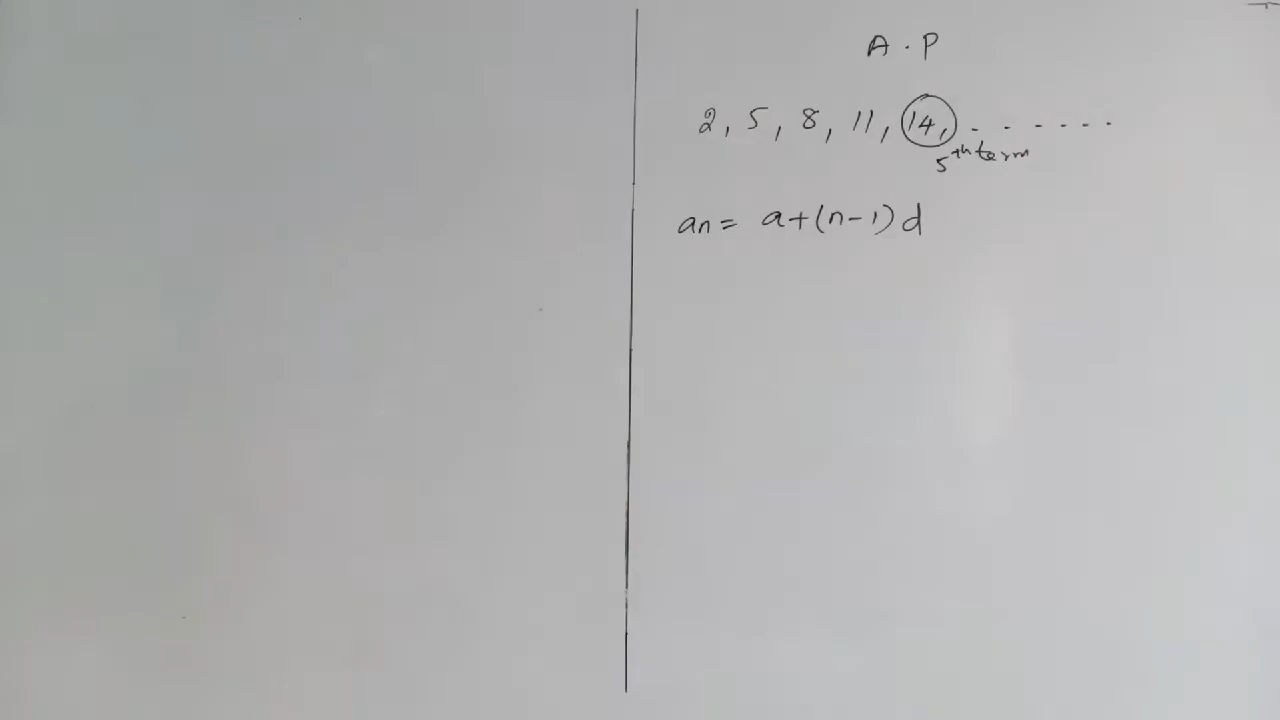 A . P
2, 5, 8, 11, 14, . . . . . . .
5th term
an = a+(n-1)d